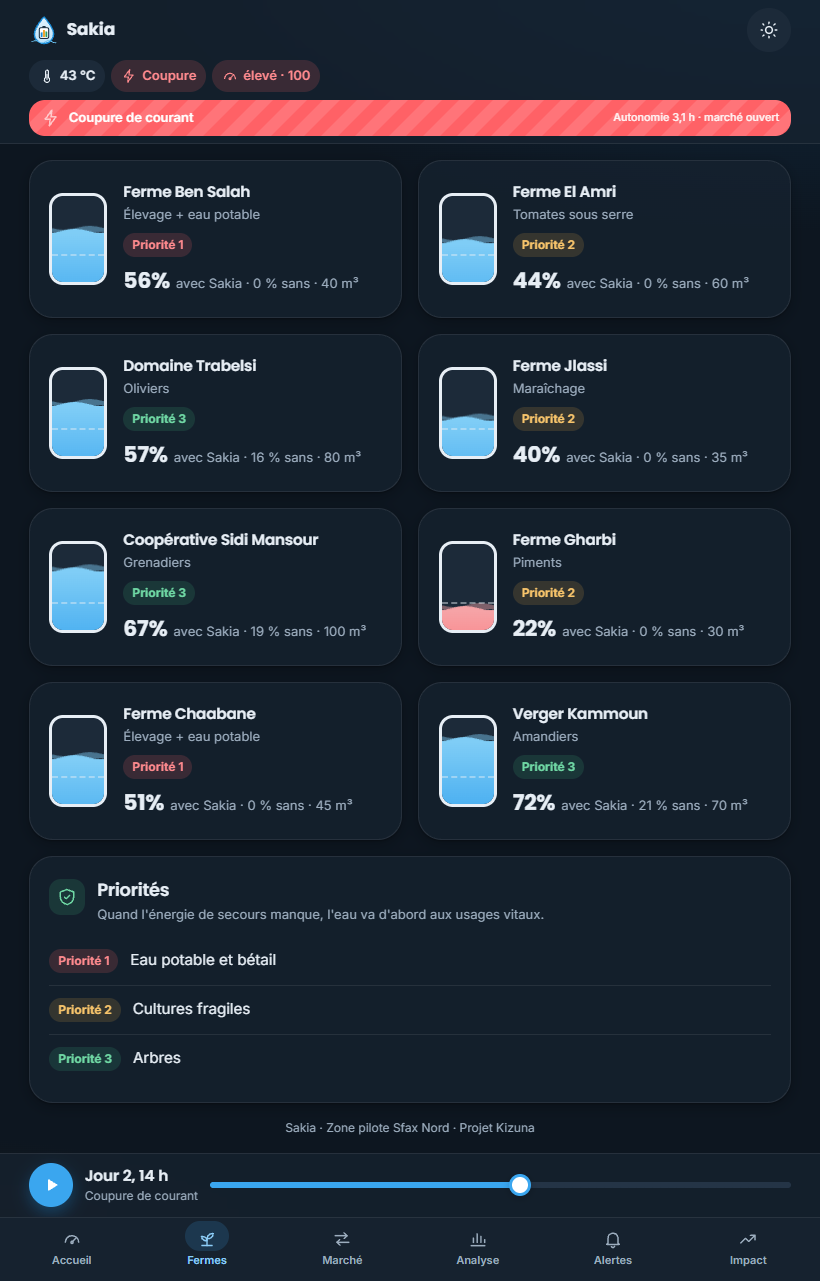 Sakia
43 °C
Coupure
élevé · 100
Coupure de courant
Autonomie 3,1 h · marché ouvert
Ferme Ben Salah
Élevage + eau potable
Priorité 1
56% avec Sakia · 0 % sans · 40 m³
Ferme El Amri
Tomates sous serre
Priorité 2
44% avec Sakia · 0 % sans · 60 m³
Domaine Trabelsi
Oliviers
Priorité 3
57% avec Sakia · 16 % sans · 80 m³
Ferme Jlassi
Maraîchage
Priorité 2
40% avec Sakia · 0 % sans · 35 m³
Coopérative Sidi Mansour
Grenadiers
Priorité 3
67% avec Sakia · 19 % sans · 100 m³
Ferme Gharbi
Piments
Priorité 2
22% avec Sakia · 0 % sans · 30 m³
Ferme Chaabane
Élevage + eau potable
Priorité 1
51% avec Sakia · 0 % sans · 45 m³
Verger Kammoun
Amandiers
Priorité 3
72% avec Sakia · 21 % sans · 70 m³
Priorités
Quand l'énergie de secours manque, l'eau va d'abord aux usages vitaux.
Priorité 1 Eau potable et bétail
Priorité 2 Cultures fragiles
Priorité 3 Arbres
Sakia · Zone pilote Sfax Nord · Projet Kizuna
Jour 2, 14 h
Coupure de courant
Accueil
Fermes
Marché
Analyse
Alertes
Impact